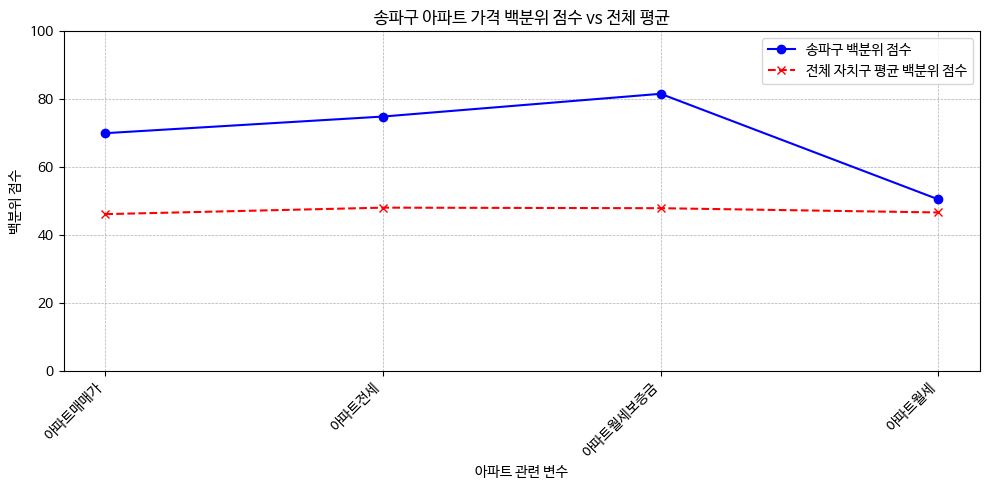 송파구 아파트 가격 백분위 점수 vs 전체 평균
송파구 백분위 점수
전체 자치구 평균 백분위 점수
백분위 점수
100
80
60
40
20
0
아파트매매가
아파트전세
아파트월세보증금
아파트월세
아파트 관련 변수